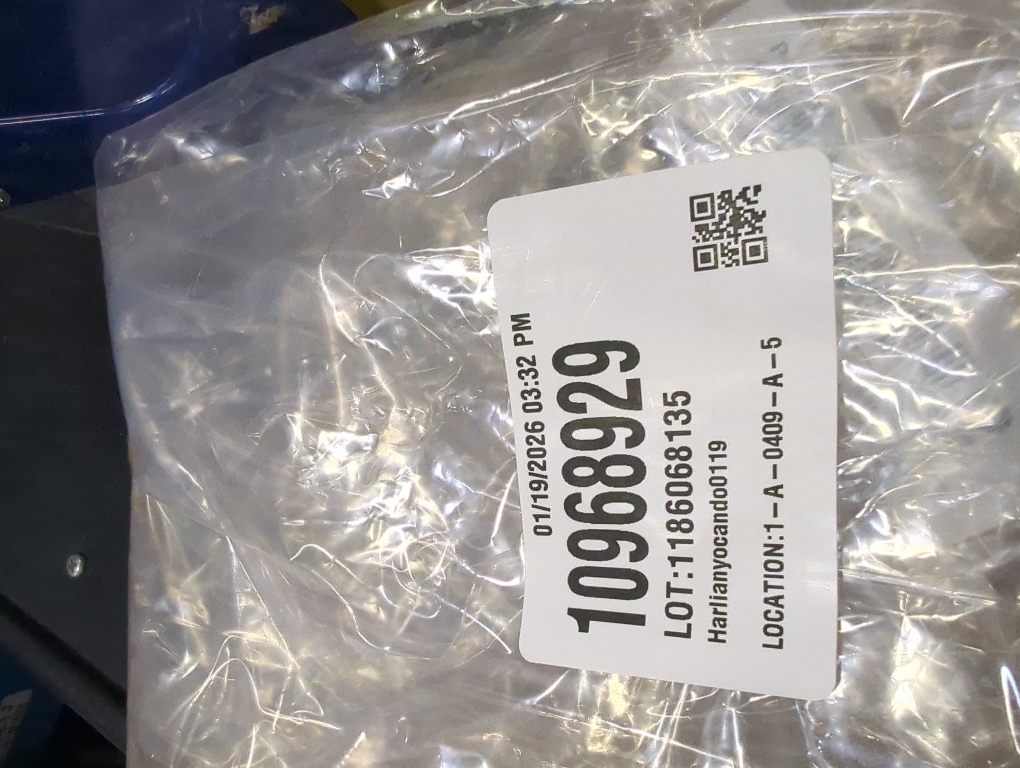 01/19/2026 03:32 PM
10968929
LOT:1186068135
Harlianyocando0119
LOCATION:1-A-0409-A-5